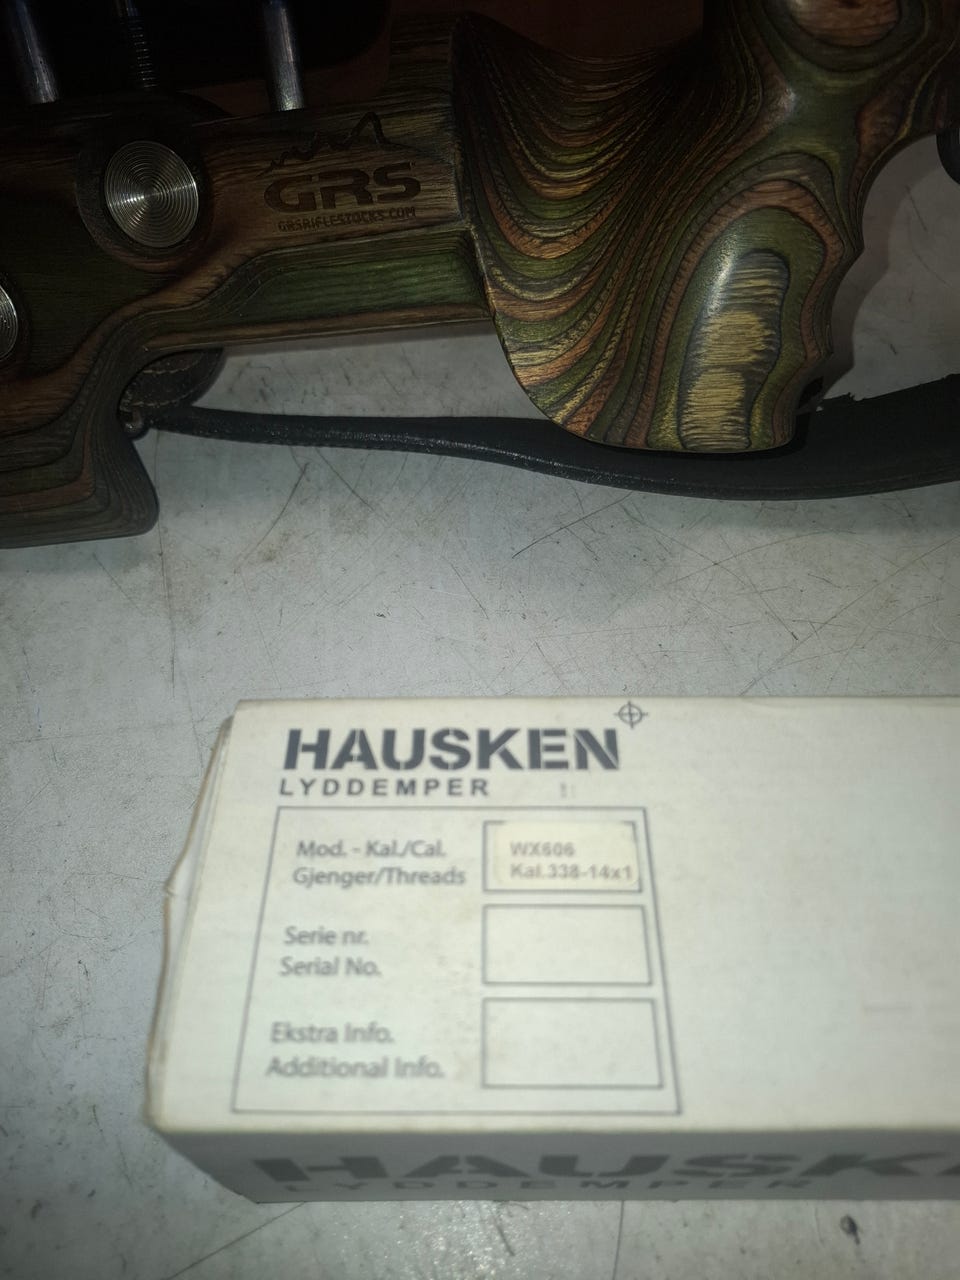 GRS
GRSRIFLESTOCKS.COM
HAUSKEN
LYDDEMPER
Mod. - Kal./Cal.
Gjenger/Threads
WX606
Kal.338-14x1
Serie nr.
Serial No.
Ekstra Info.
Additional Info.
HAUSKE
LYDDEMPER